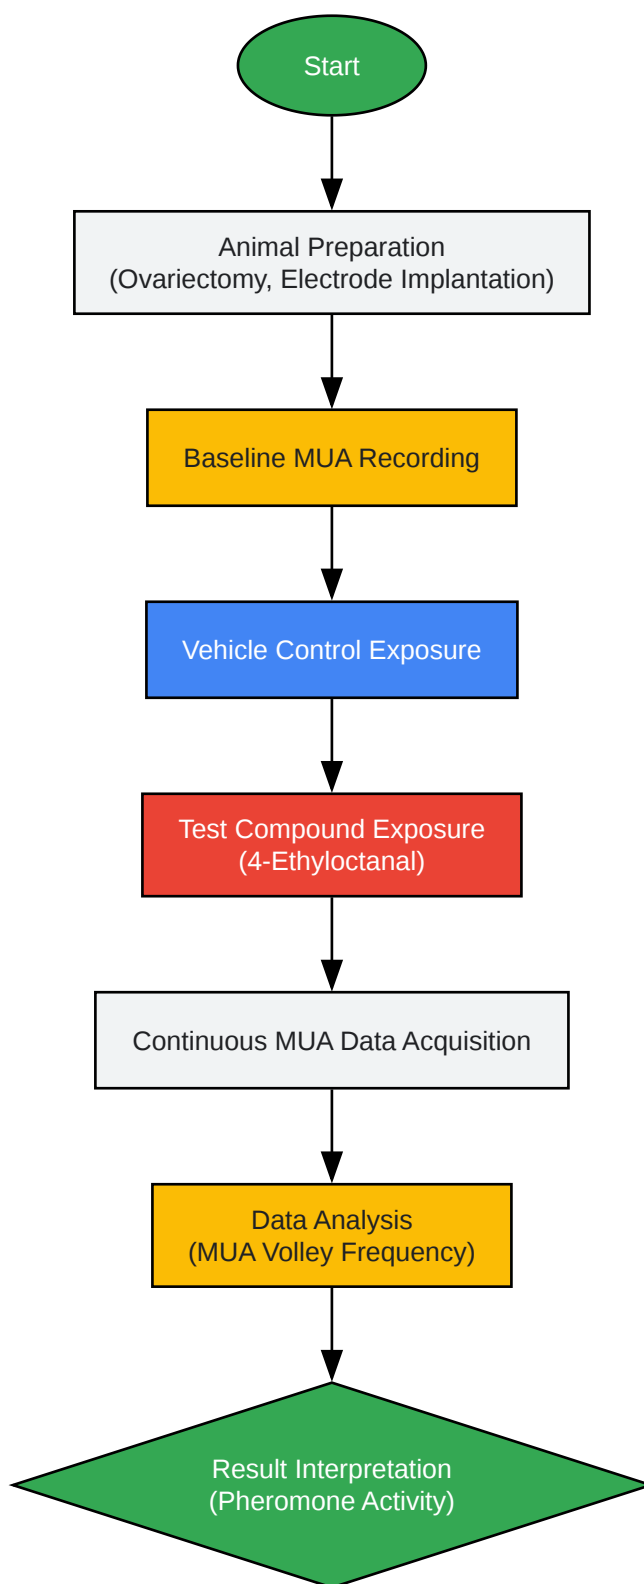 Start
Animal Preparation
(Ovariectomy, Electrode Implantation)
Baseline MUA Recording
Vehicle Control Exposure
Test Compound Exposure
(4-Ethyloctanal)
Continuous MUA Data Acquisition
Data Analysis
(MUA Volley Frequency)
Result Interpretation
(Pheromone Activity)